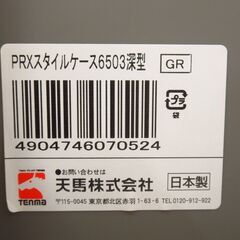 PRXスタイルケース6503深型
GR
プラ
袋
4904746070524
●お問い合わせは
天馬株式会社
日本製
Tenma
〒115-0045 東京都北区赤羽1-63-6 TEL.0120-912-922